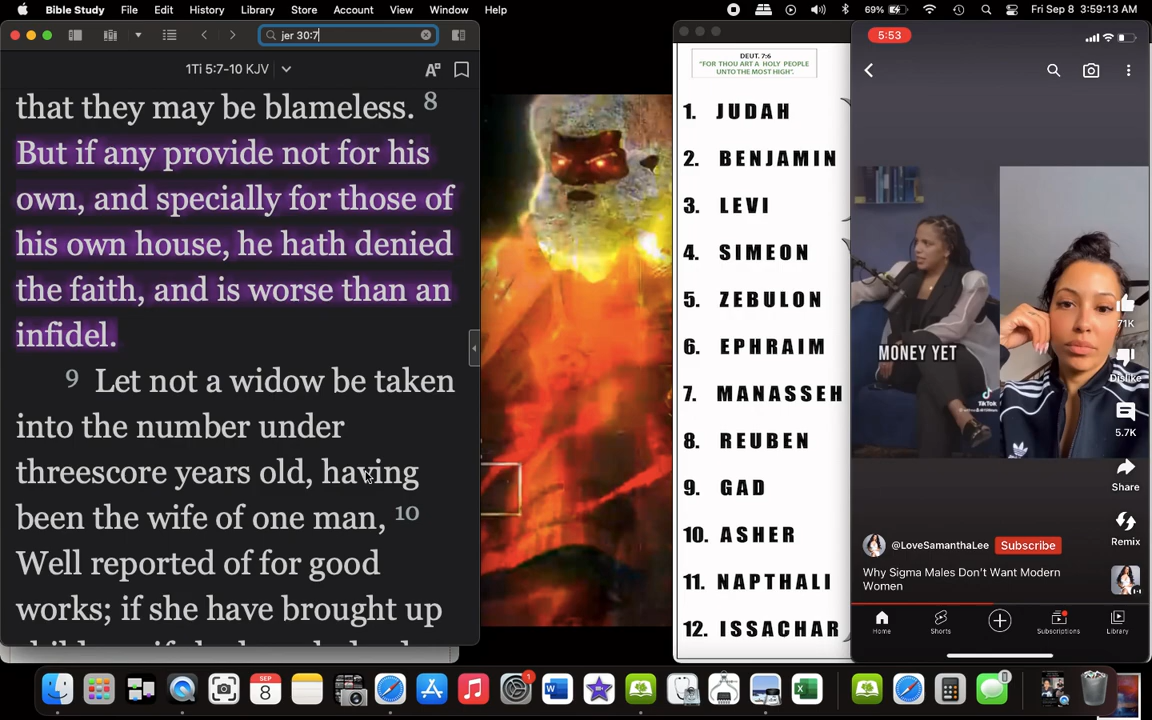 Bible Study File Edit History Library Store Account View Window Help
69% Fri Sep 8 3:59:13 AM
jer 30:7
1Ti 5:7-10 KJV
that they may be blameless. 8
But if any provide not for his
own, and specially for those of
his own house, he hath denied
the faith, and is worse than an
infidel.
9 Let not a widow be taken
into the number under
threescore years old, having
been the wife of one man, 10
Well reported of for good
works; if she have brought up
DEUT. 7:6
"FOR THOU ART A HOLY PEOPLE
UNTO THE MOST HIGH".
1. JUDAH
2. BENJAMIN
3. LEVI
4. SIMEON
5. ZEBULON
6. EPHRAIM
7. MANASSEH
8. REUBEN
9. GAD
10. ASHER
11. NAPTHALI
12. ISSACHAR
5:53
MONEY YET
TikTok
71K
Dislike
5.7K
Share
Remix
@LoveSamanthaLee Subscribe
Why Sigma Males Don't Want Modern
Women
Home Shorts Subscriptions Library
SEP
8
1